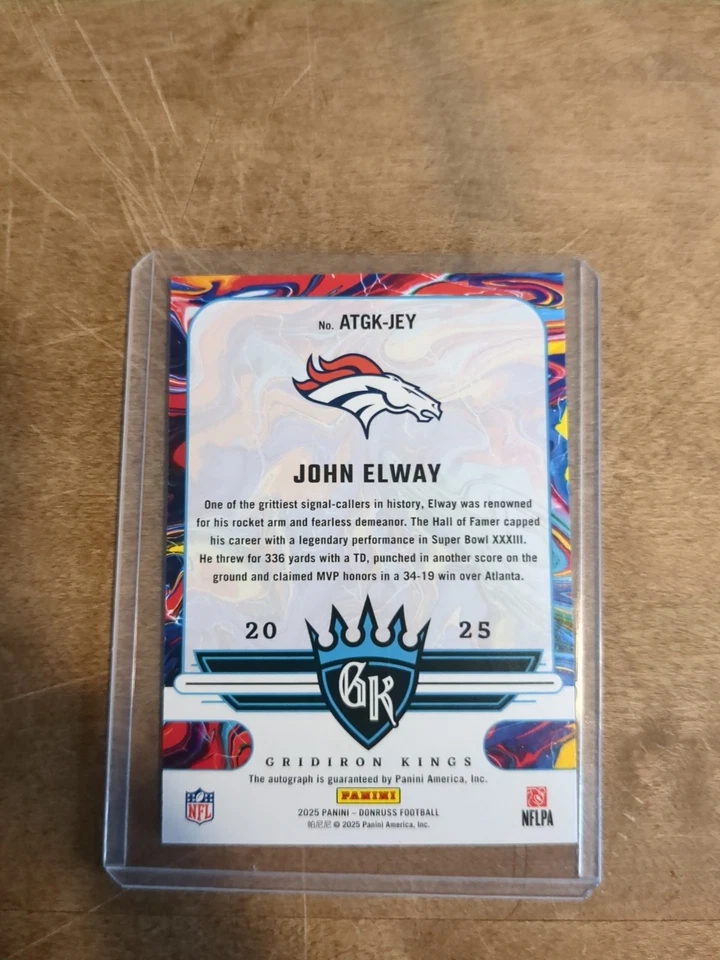 No. ATGK-JEY
JOHN ELWAY
One of the grittiest signal-callers in history, Elway was renowned
for his rocket arm and fearless demeanor. The Hall of Famer capped
his career with a legendary performance in Super Bowl XXXIII.
He threw for 336 yards with a TD, punched in another score on the
ground and claimed MVP honors in a 34-19 win over Atlanta.
20 25
GK
GRIDIRON KINGS
The autograph is guaranteed by Panini America, Inc.
PANINI
NFL
2025 PANINI – DONRUSS FOOTBALL
NFLPA
帕尼尼 © 2025 Panini America, Inc.